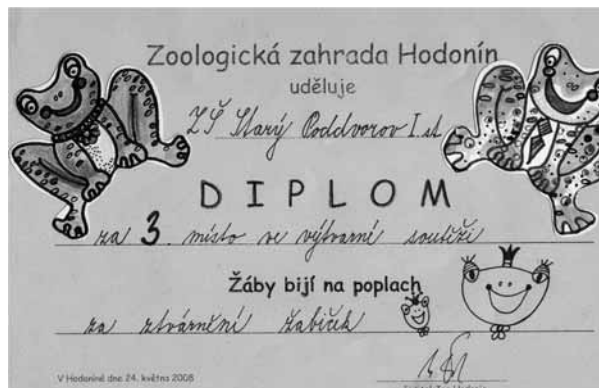 Zoologická zahrada Hodonín
uděluje
ZŠ Starý Poddvorov I. st.
DIPLOM
za 3. místo ve výtvarné soutěži
Žáby bijí na poplach
za ztvárnění žabiček
V Hodoníně dne 24. května 2008